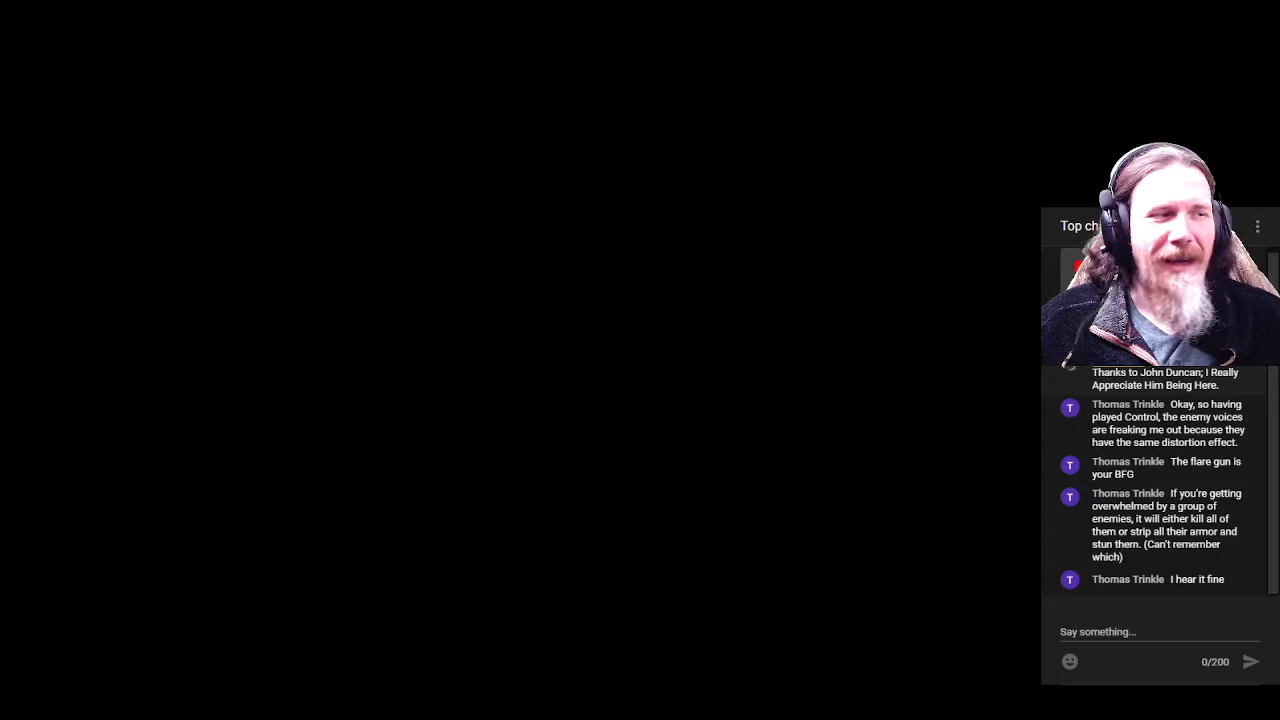 Top ch
Thanks to John Duncan; I Really
Appreciate Him Being Here.
T Thomas Trinkle Okay, so having
played Control, the enemy voices
are freaking me out because they
have the same distortion effect.
T Thomas Trinkle The flare gun is
your BFG
T Thomas Trinkle If you're getting
overwhelmed by a group of
enemies, it will either kill all of
them or strip all their armor and
stun them. (Can't remember
which)
T Thomas Trinkle I hear it fine
Say something...
0/200